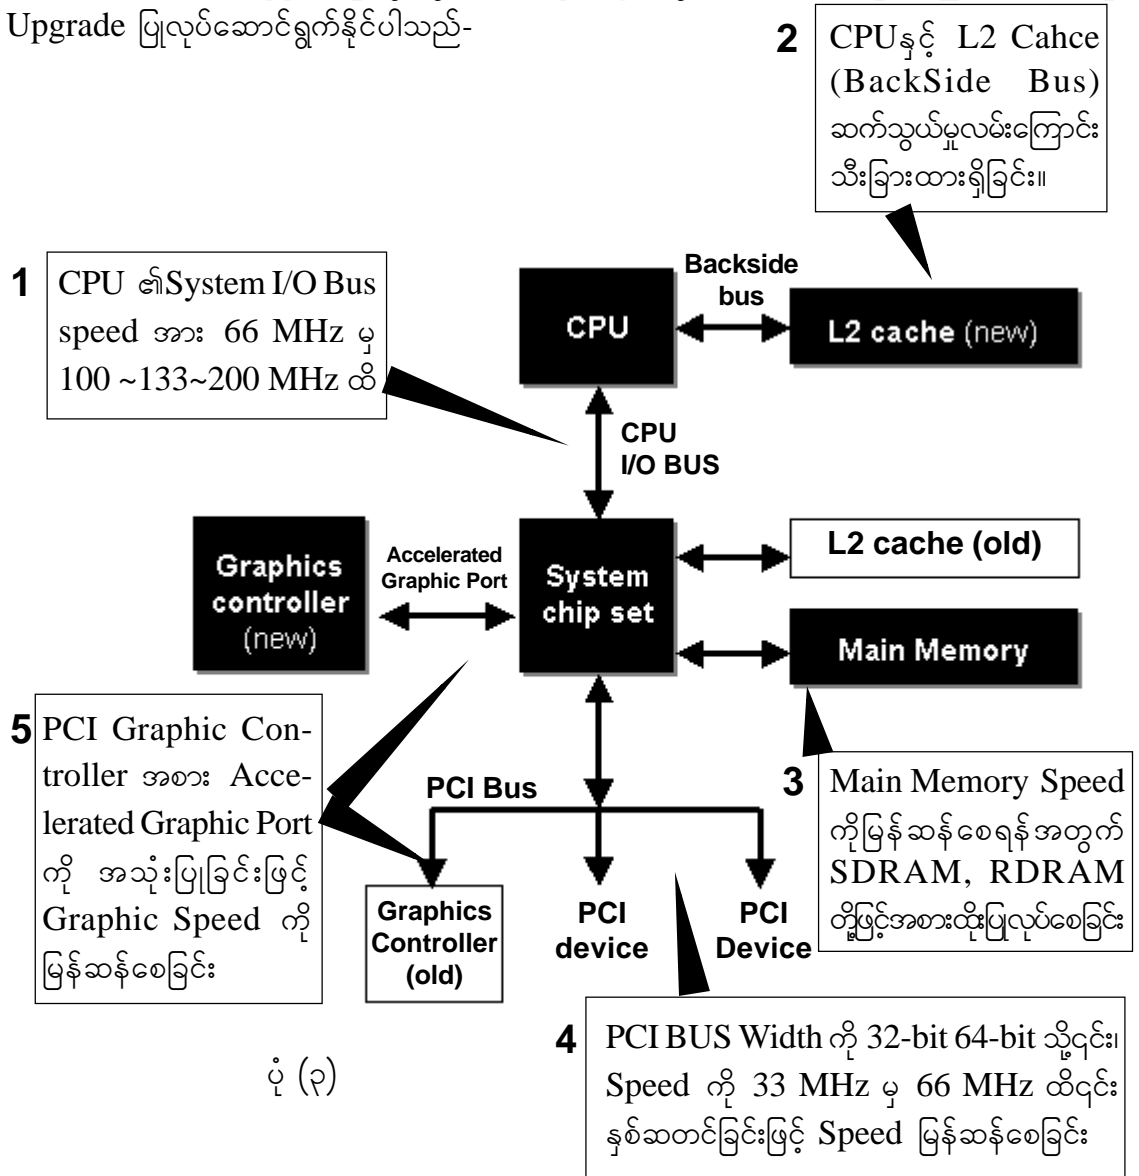 Upgrade ပြုလုပ်ဆောင်ရွက်နိုင်ပါသည်-
2
CPUနှင့် L2 Cahce
(BackSide Bus)
ဆက်သွယ်မှုလမ်းကြောင်း
သီးခြားထားရှိခြင်း။
1
CPU ၏System I/O Bus
speed အား 66 MHz မှ
100 ~133~200 MHz ထိ
Backside
bus
CPU
L2 cache (new)
CPU
I/O BUS
Graphics
controller
(new)
Accelerated
Graphic Port
System
chip set
L2 cache (old)
Main Memory
5
PCI Graphic Con-
troller အစား Acce-
lerated Graphic Port
ကို အသုံးပြုခြင်းဖြင့်
Graphic Speed ကို
မြန်ဆန်စေခြင်း
PCI Bus
3
Main Memory Speed
ကိုမြန်ဆန်စေရန်အတွက်
SDRAM, RDRAM
တို့ဖြင့်အစားထိုးပြုလုပ်စေခြင်း
Graphics
Controller
(old)
PCI
device
PCI
Device
4
PCI BUS Width ကို 32-bit 64-bit သို့၎င်း၊
Speed ကို 33 MHz မှ 66 MHz ထိ၎င်း
နှစ်ဆတင်ခြင်းဖြင့် Speed မြန်ဆန်စေခြင်း
ပုံ (၃)